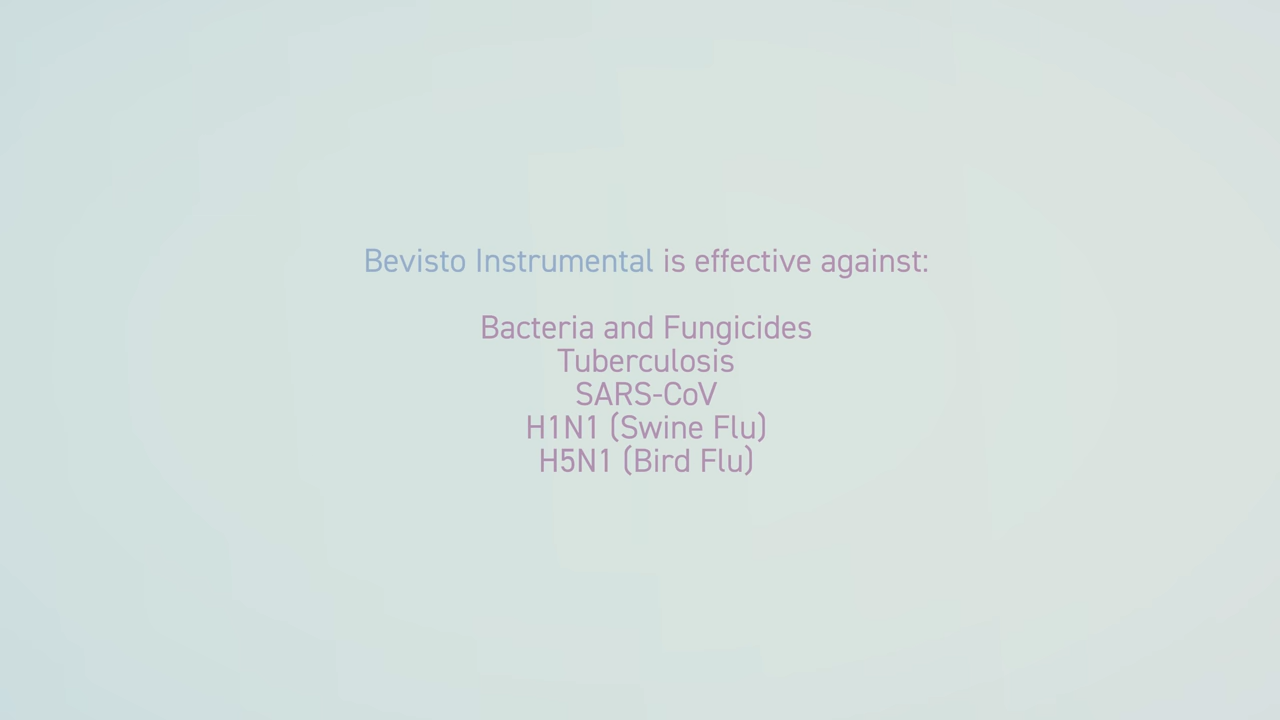 Bevisto Instrumental is effective against:
Bacteria and Fungicides
Tuberculosis
SARS-CoV
H1N1 (Swine Flu)
H5N1 (Bird Flu)